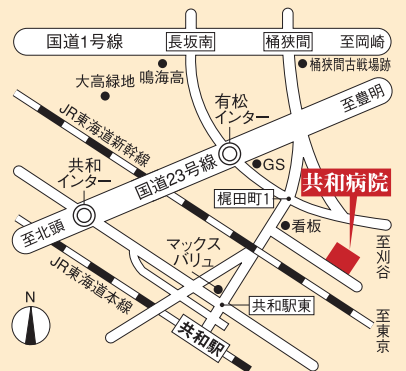 国道1号線
長坂南
桶狭間
至岡崎
鳴海高
桶狭間古戦場跡
大高緑地
有松
インター
至豊明
JR東海道新幹線
共和
インター
国道23号線
GS
共和病院
梶田町1
看板
至北頭
マックス
バリュ
至刈谷
JR東海道本線
N
共和駅東
共和駅
至東京